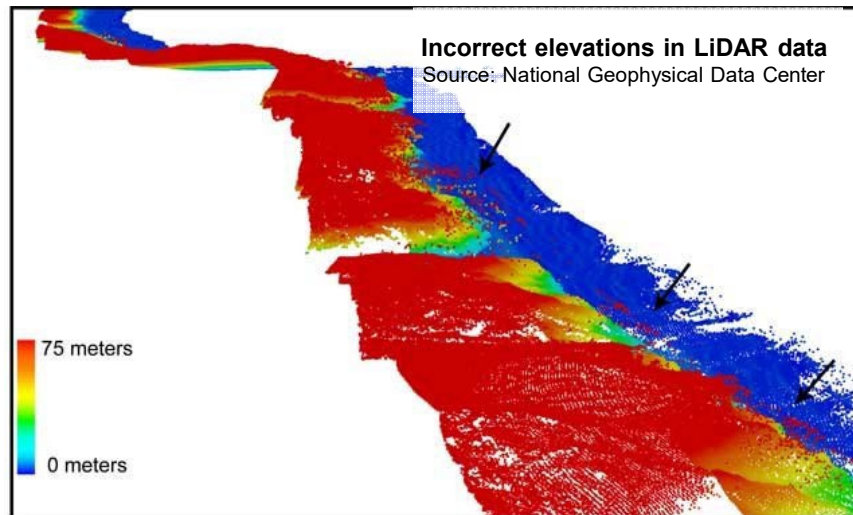 Incorrect elevations in LiDAR data
Source: National Geophysical Data Center
75 meters
0 meters